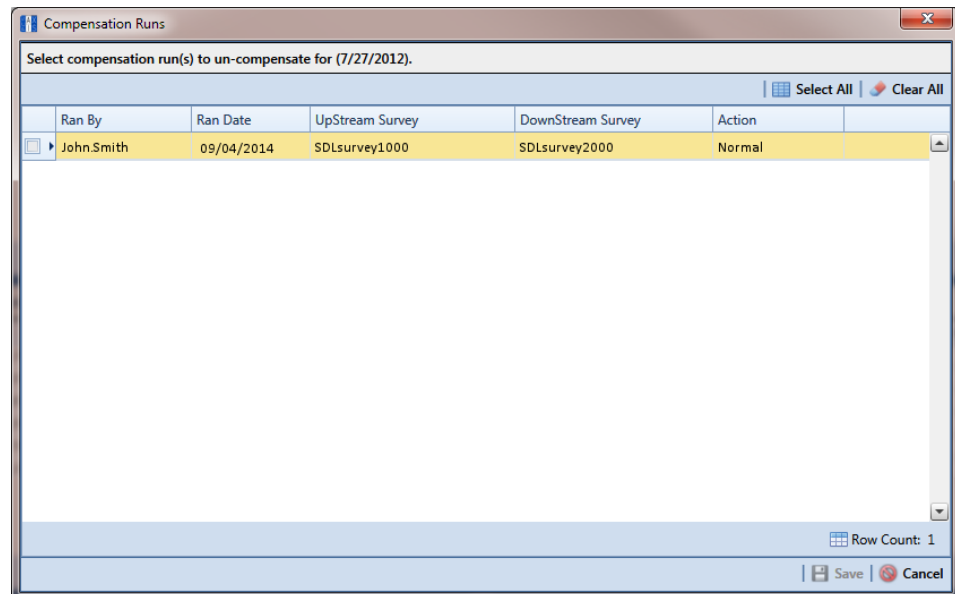 Compensation Runs
Select compensation run(s) to un-compensate for (7/27/2012).
Select All Clear All
Ran By Ran Date UpStream Survey DownStream Survey Action
John.Smith 09/04/2014 SDLsurvey1000 SDLsurvey2000 Normal
Row Count: 1
Save Cancel